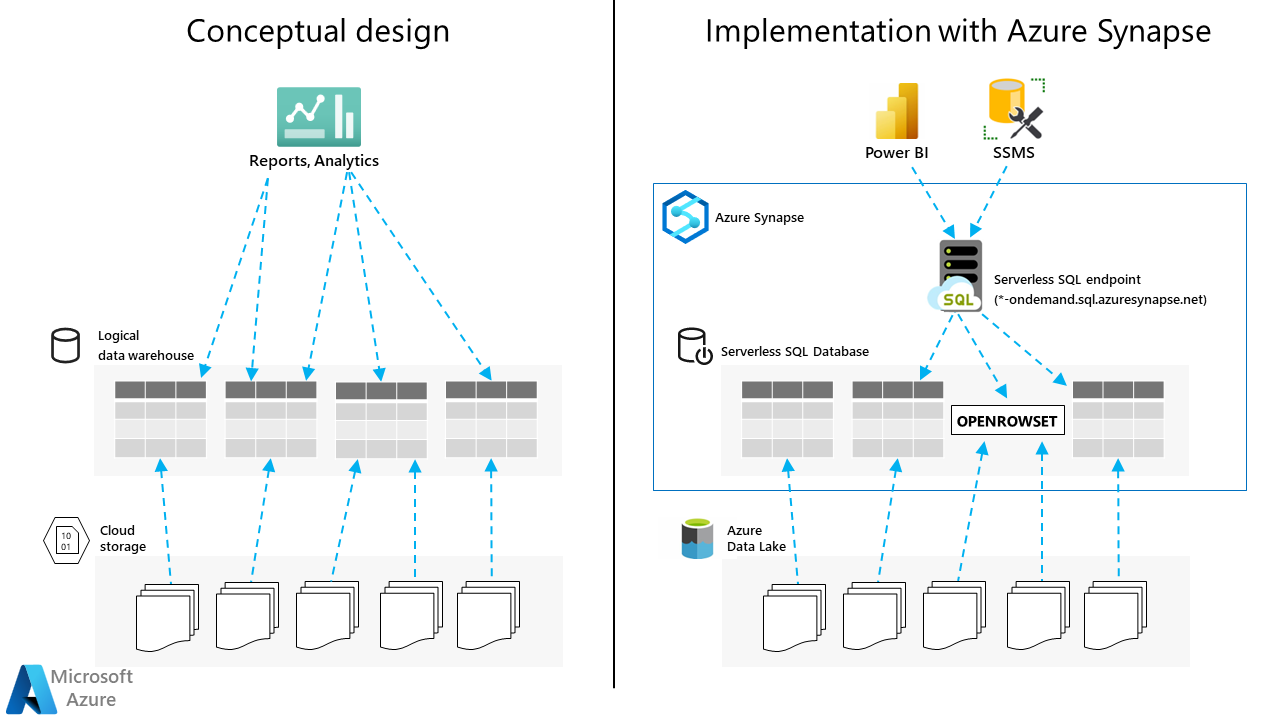 Conceptual design
Reports, Analytics
Logical
data warehouse
Cloud
storage
10
01
Microsoft
Azure
Implementation with Azure Synapse
Power BI
SSMS
Azure Synapse
Serverless SQL endpoint
(*-ondemand.sql.azuresynapse.net)
SQL
Serverless SQL Database
OPENROWSET
Azure
Data Lake